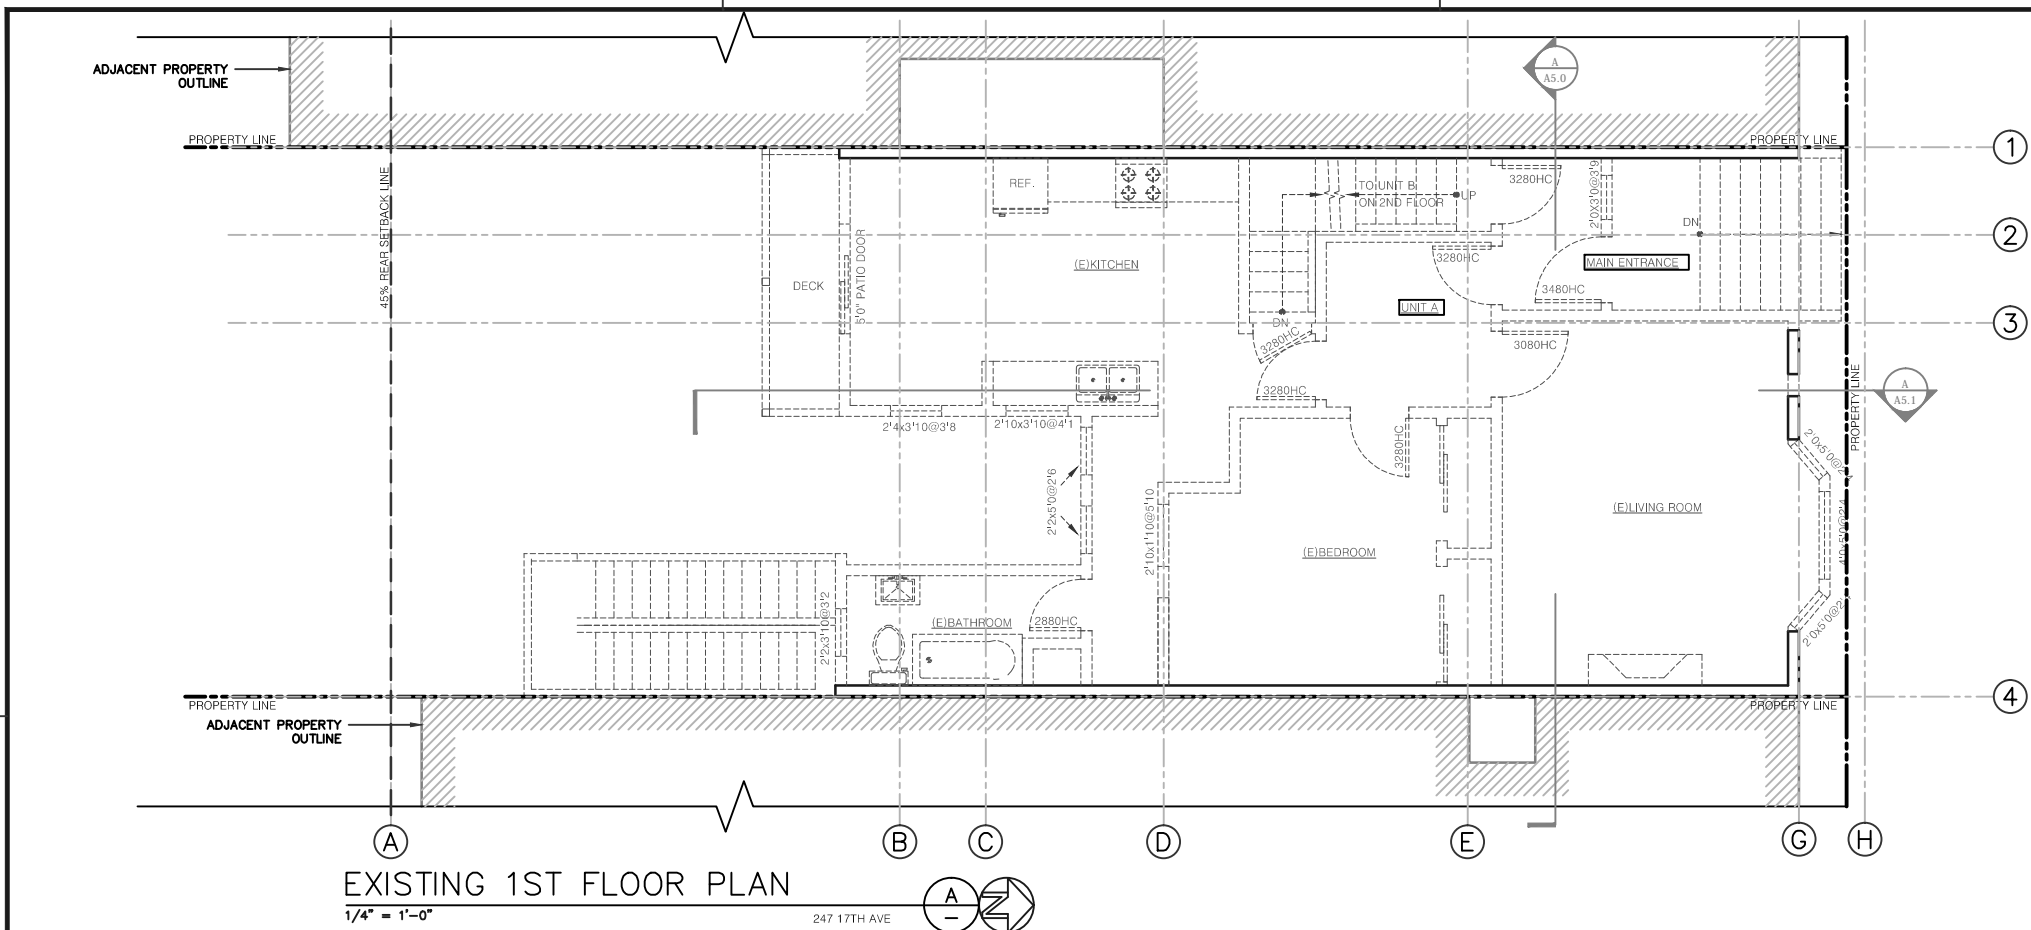 ADJACENT PROPERTY
OUTLINE
A
A5.0
PROPERTY LINE
PROPERTY LINE
1
45% REAR SETBACK LINE
REF.
TO UNIT B
ON 2ND FLOOR
UP
3280HC
2'0X3'0@3'9
DN
2
DECK
5'0" PATIO DOOR
(E)KITCHEN
3280HC
MAIN ENTRANCE
3480HC
UNIT A
DN
3280HC
3
3080HC
3280HC
PROPERTY LINE
A
A5.1
2'4x3'10@3'8
2'10x3'10@4'1
3280HC
2'2x5'0@2'6
2'10x1'10@5'10
(E)LIVING ROOM
4'0x5'0@2'4
(E)BEDROOM
2'2x3'10@3'2
(E)BATHROOM
2880HC
PROPERTY LINE
PROPERTY LINE
4
ADJACENT PROPERTY
OUTLINE
A
B
C
D
E
G
H
EXISTING 1ST FLOOR PLAN
1/4" = 1'-0"
247 17TH AVE
A
–
N